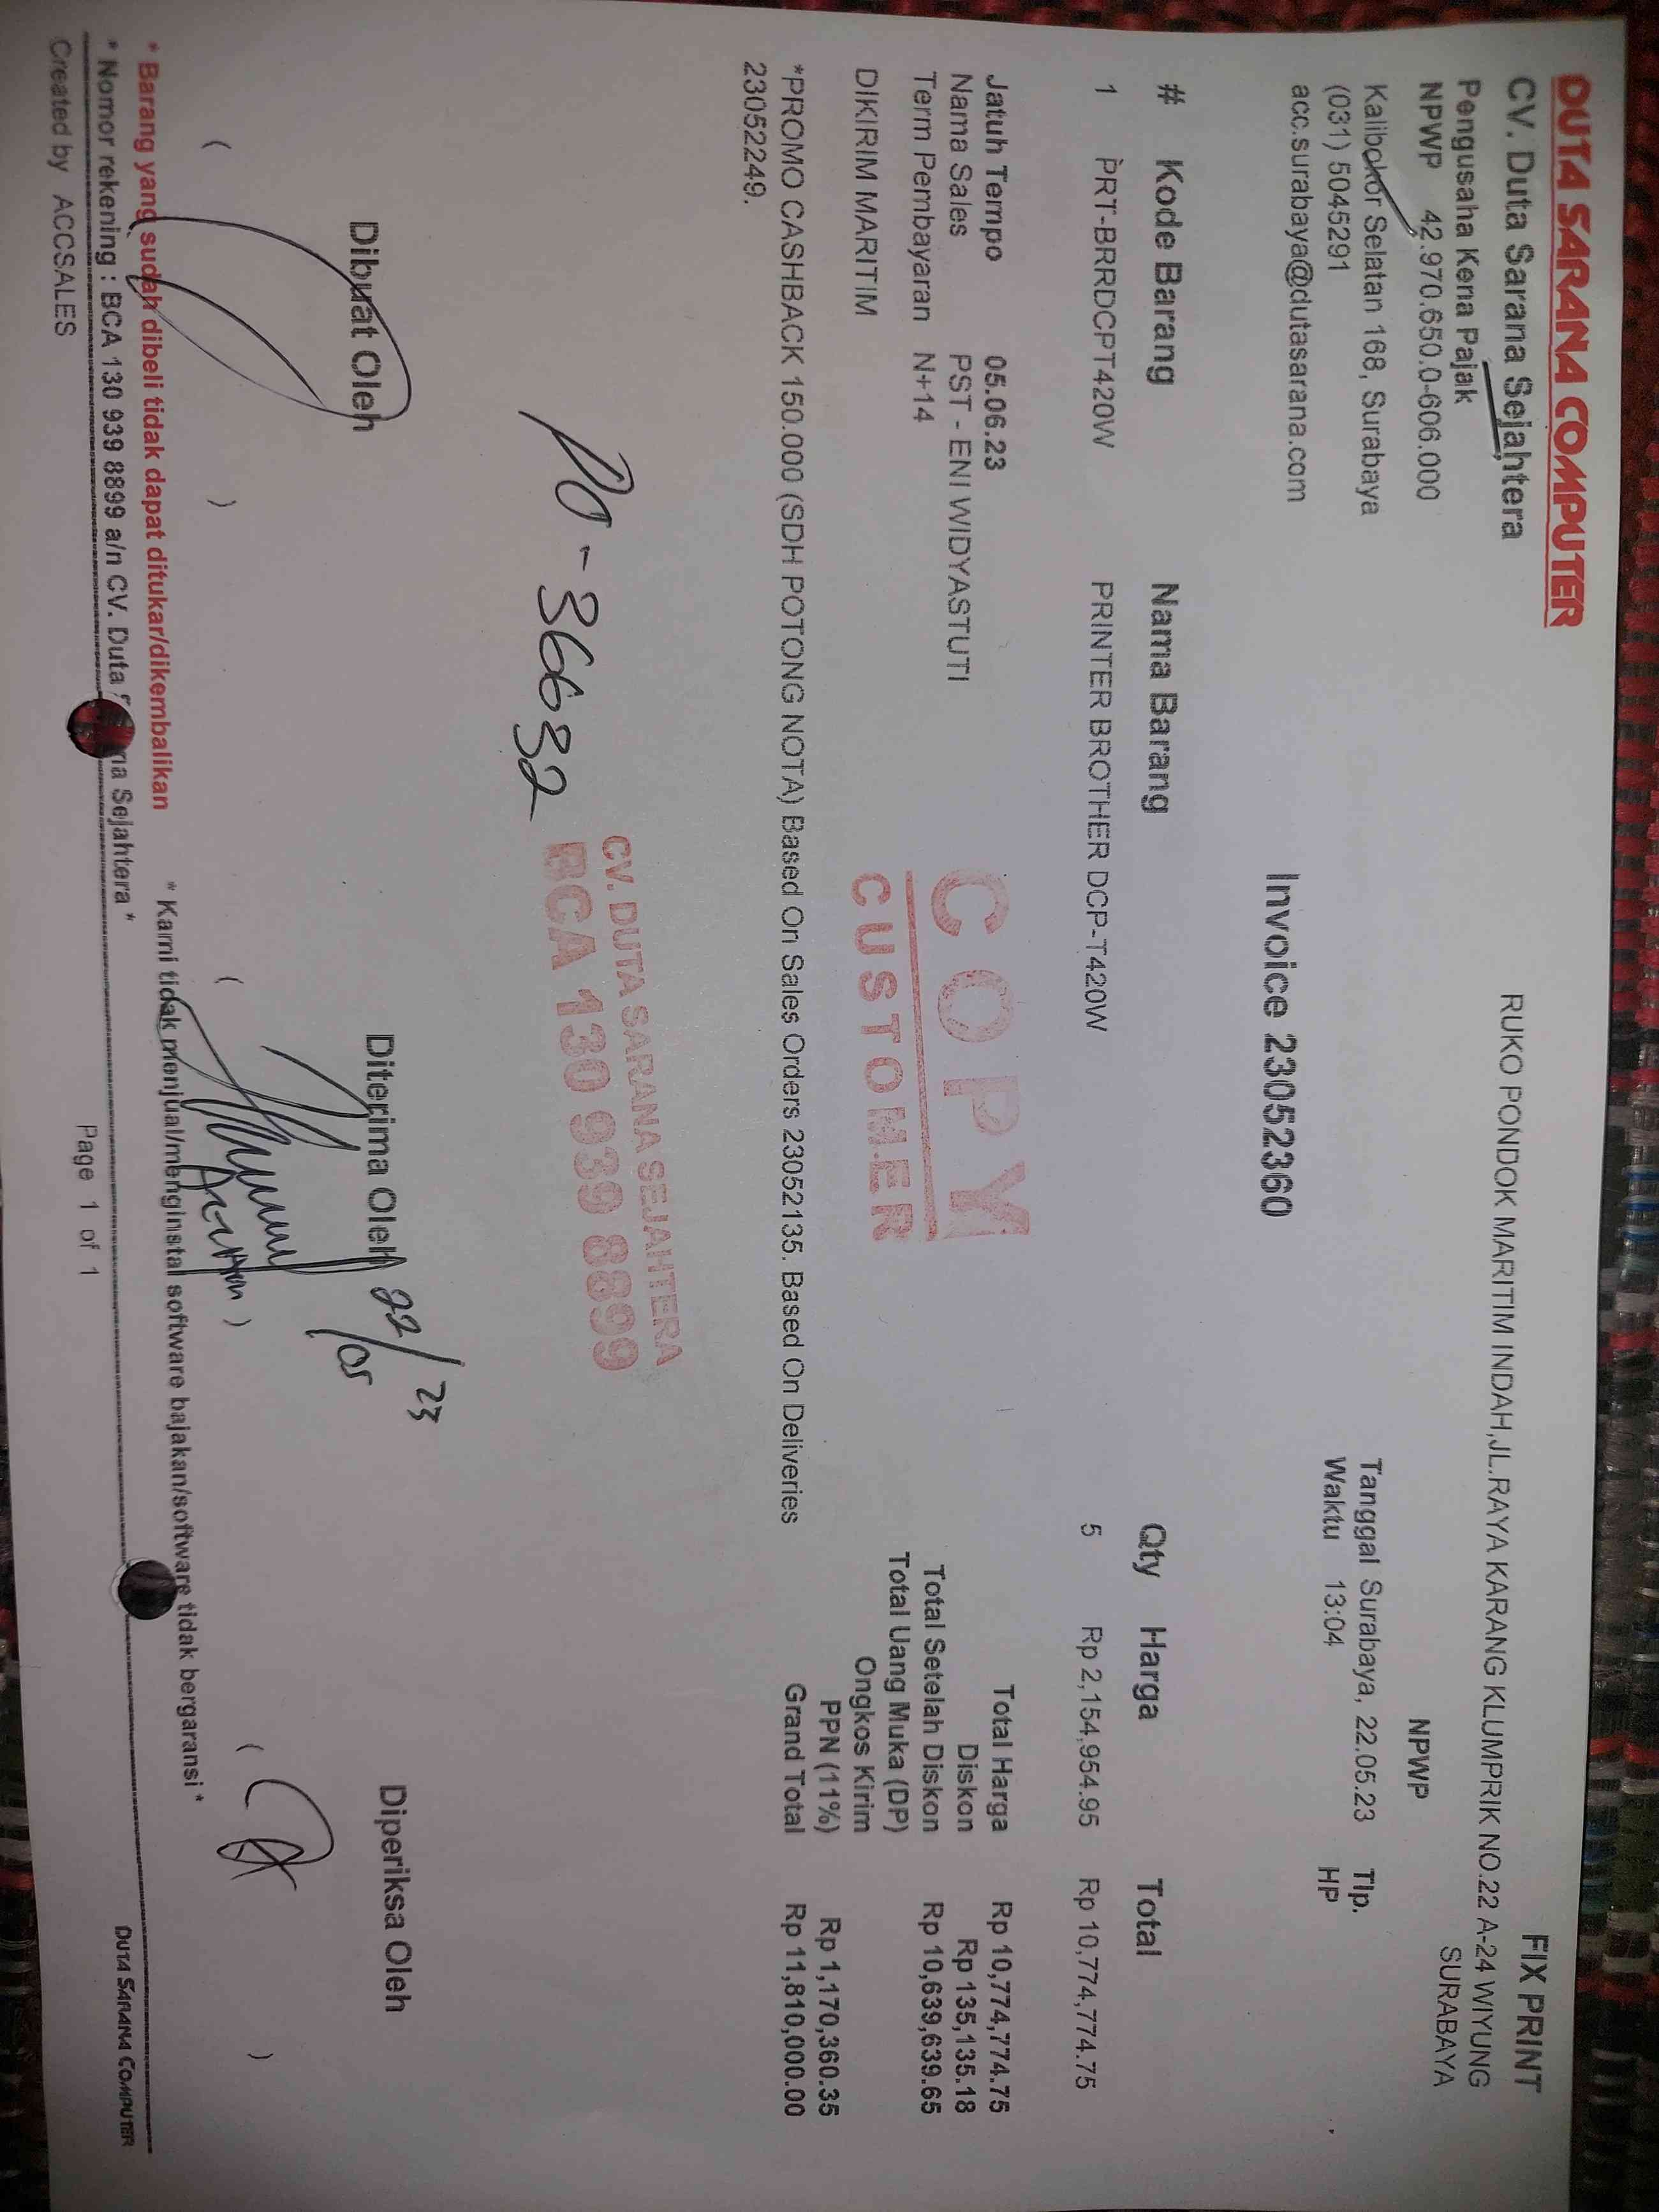 DUTA SARANA COMPUTER
CV. Duta Sarana Sejahtera
Pengusaha Kena Pajak
NPWP 42.970.650.0-606.000
Kalibokor Selatan 168, Surabaya
(031) 5045291
acc.surabaya@dutasarana.com
FIX PRINT
RUKO PONDOK MARITIM INDAH,JL.RAYA KARANG KLUMPRIK NO.22 A-24 WIYUNG
SURABAYA
NPWP
Tanggal Surabaya, 22.05.23 Tlp.
Waktu 13:04 HP
Invoice 23052360
# Kode Barang Nama Barang Qty Harga Total
1 PRT-BRRDCPT420W PRINTER BROTHER DCP-T420W 5 Rp 2,154,954.95 Rp 10,774,774.75
Jatuh Tempo 05.06.23
Nama Sales PST - ENI WIDYASTUTI
Term Pembayaran N+14
DIKIRIM MARITIM
COPY
CUSTOMER
Total Harga Rp 10,774,774.75
Diskon Rp 135,135.18
Total Setelah Diskon Rp 10,639,639.65
Total Uang Muka (DP)
Ongkos Kirim
PPN (11%) Rp 1,170,360.35
Grand Total Rp 11,810,000.00
*PROMO CASHBACK 150.000 (SDH POTONG NOTA) Based On Sales Orders 23052135. Based On Deliveries
23052249.
CV. DUTA SARANA SEJAHTERA
BCA 130 939 8899
PO - 36632
Dibuat Oleh Diterima Oleh 22/05 23 Diperiksa Oleh
( ) ( ) ( )
* Barang yang sudah dibeli tidak dapat ditukar/dikembalikan * Kami tidak menjual/menginstal software bajakan/software tidak bergaransi *
* Nomor rekening : BCA 130 939 8899 a/n CV. Duta Sejahtera *
Created by ACCSALES Page 1 of 1 DUTA SARANA COMPUTER